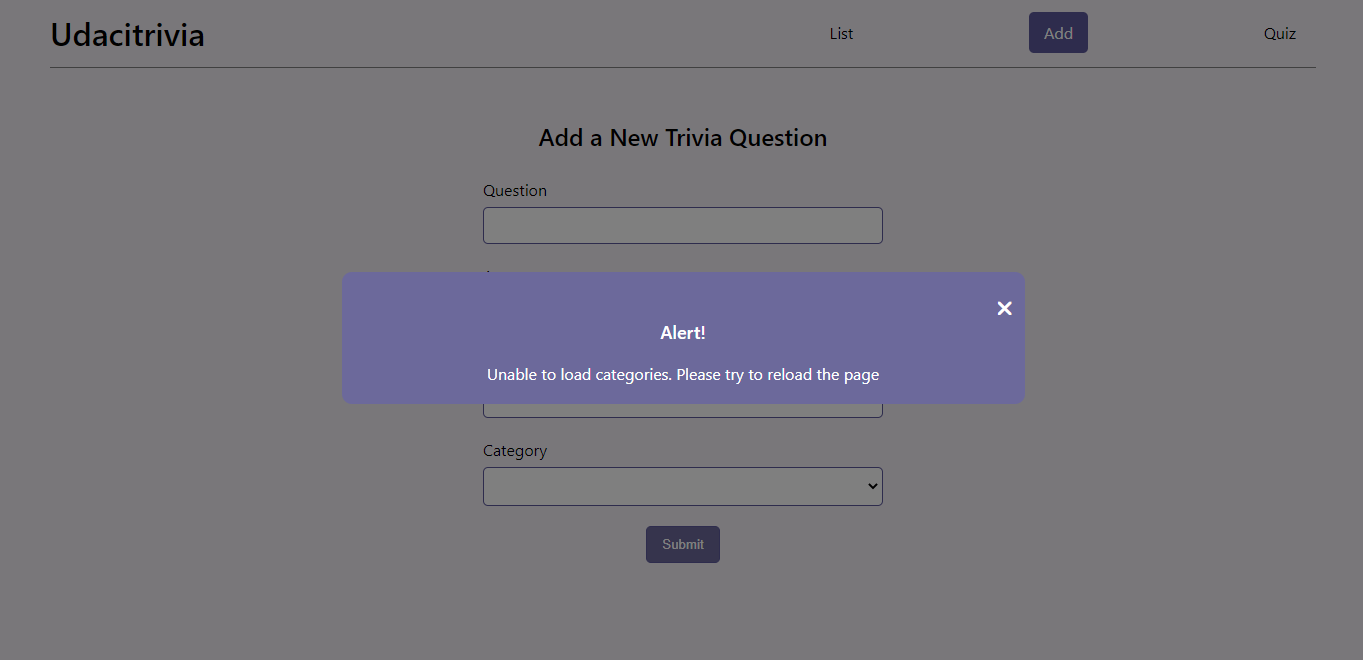 Udacitrivia
List
Add
Quiz
Add a New Trivia Question
Question
Alert!
Unable to load categories. Please try to reload the page
Category
Submit